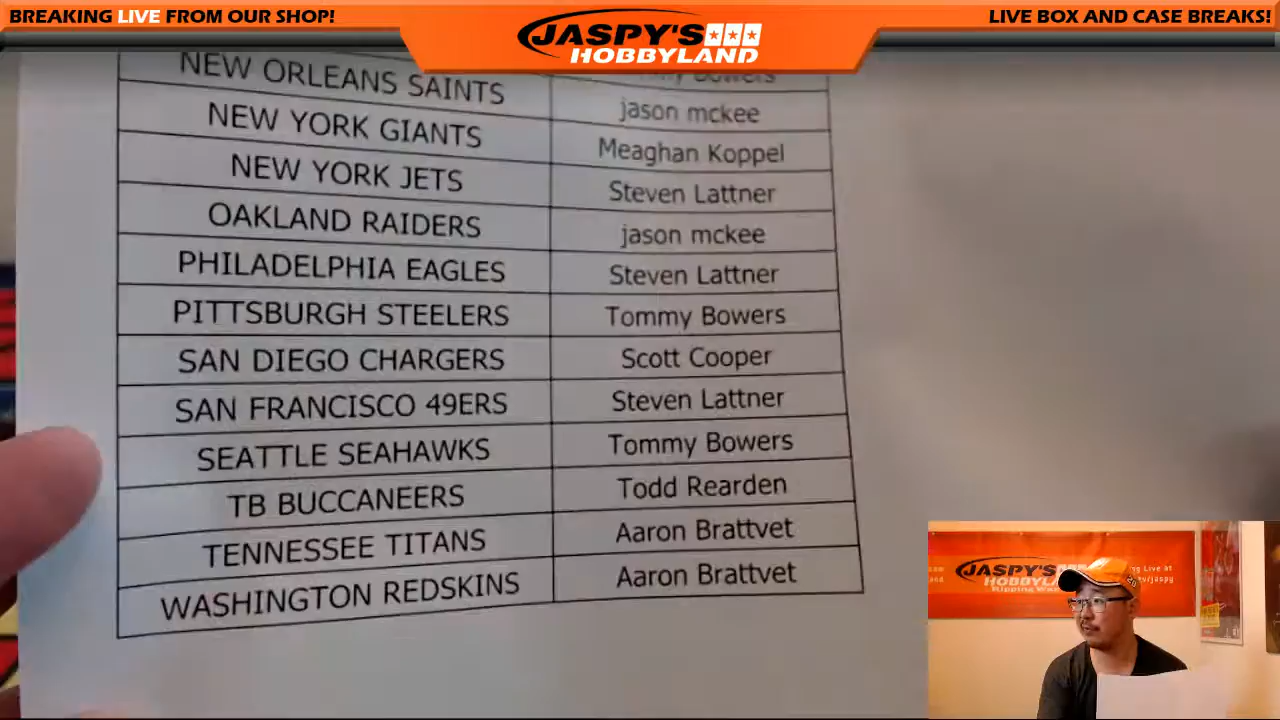 BREAKING LIVE FROM OUR SHOP!
JASPY'S
HOBBYLAND
LIVE BOX AND CASE BREAKS!
NEW ORLEANS SAINTS Bowers
NEW YORK GIANTS jason mckee
NEW YORK JETS Meaghan Koppel
OAKLAND RAIDERS Steven Lattner
PHILADELPHIA EAGLES jason mckee
PITTSBURGH STEELERS Steven Lattner
SAN DIEGO CHARGERS Tommy Bowers
SAN FRANCISCO 49ERS Scott Cooper
SEATTLE SEAHAWKS Steven Lattner
TB BUCCANEERS Tommy Bowers
TENNESSEE TITANS Todd Rearden
WASHINGTON REDSKINS Aaron Brattvet
Aaron Brattvet
JASPY'S
HOBBYLAND